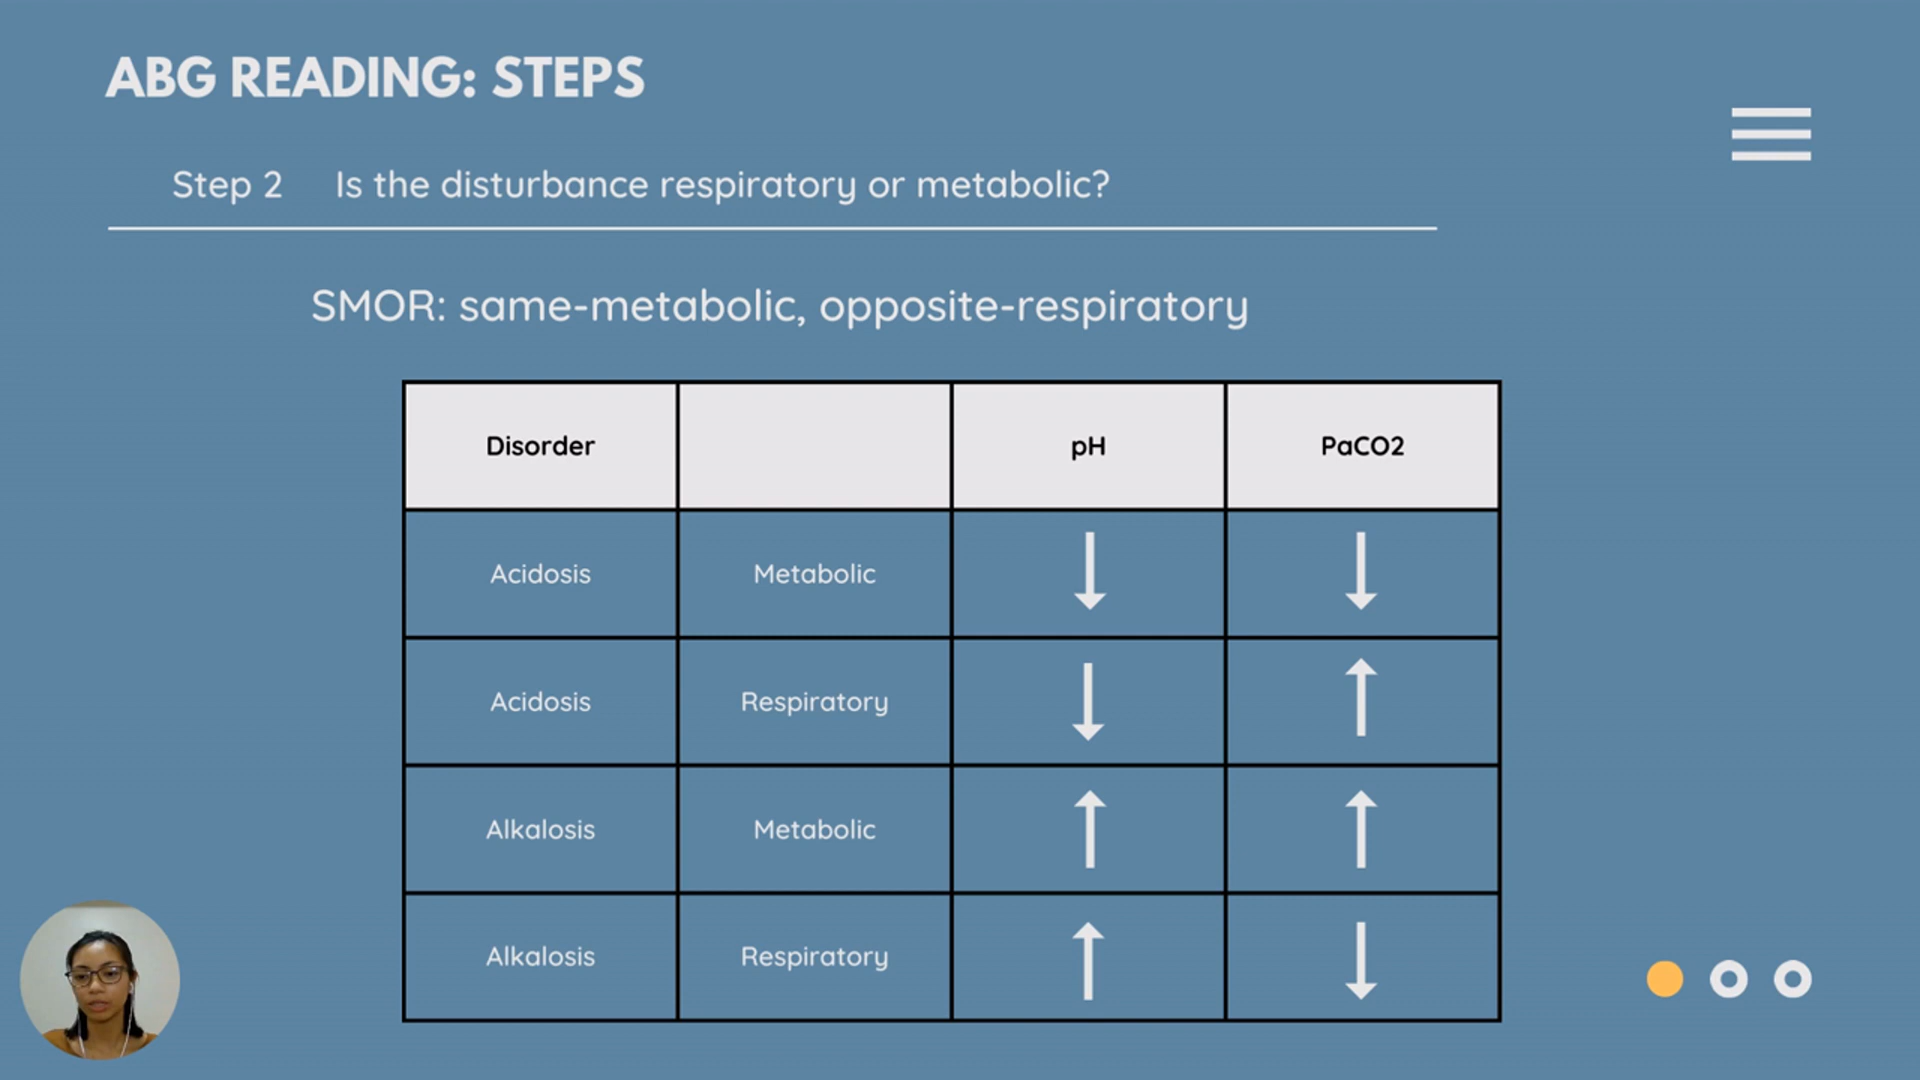 ABG READING: STEPS
Step 2 Is the disturbance respiratory or metabolic?
SMOR: same-metabolic, opposite-respiratory
Disorder pH PaCO2
Acidosis Metabolic
Acidosis Respiratory
Alkalosis Metabolic
Alkalosis Respiratory